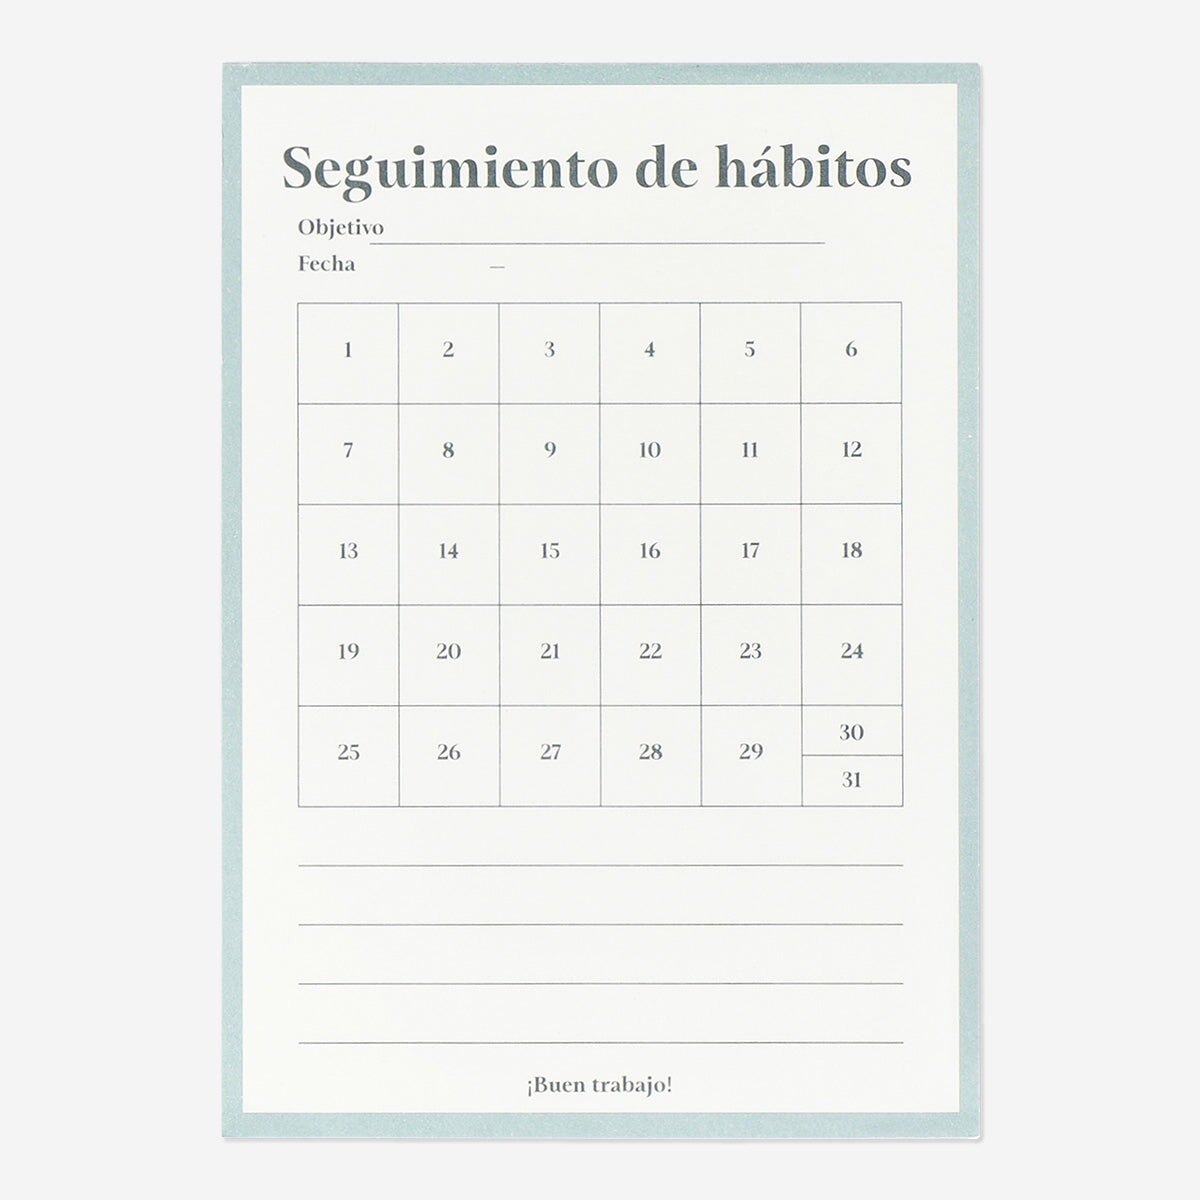 Seguimiento de hábitos
Objetivo
Fecha –
1 2 3 4 5 6
7 8 9 10 11 12
13 14 15 16 17 18
19 20 21 22 23 24
25 26 27 28 29 30
31
¡Buen trabajo!